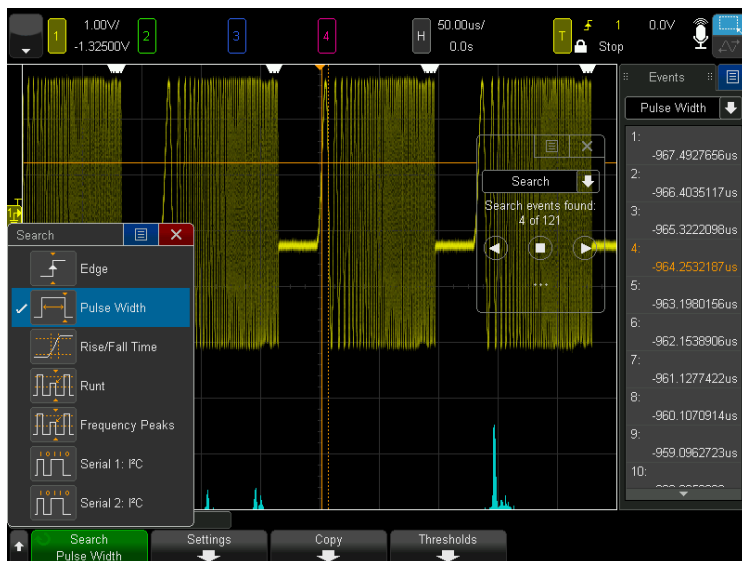 1
1.00V/
-1.32500V
2
3
4
H
50.00us/
0.0s
T
1
0.0V
Stop
Events
Pulse Width
1:
-967.4927656us
2:
-966.4035117us
3:
-965.3222098us
4:
-964.2532187us
5:
-963.1980156us
6:
-962.1538906us
7:
-961.1277422us
8:
-960.1070914us
9:
-959.0962723us
10:
Search
Search events found:
4 of 121
...
Search
Edge
Pulse Width
Rise/Fall Time
Runt
Frequency Peaks
Serial 1: I²C
Serial 2: I²C
Search
Pulse Width
Settings
Copy
Thresholds